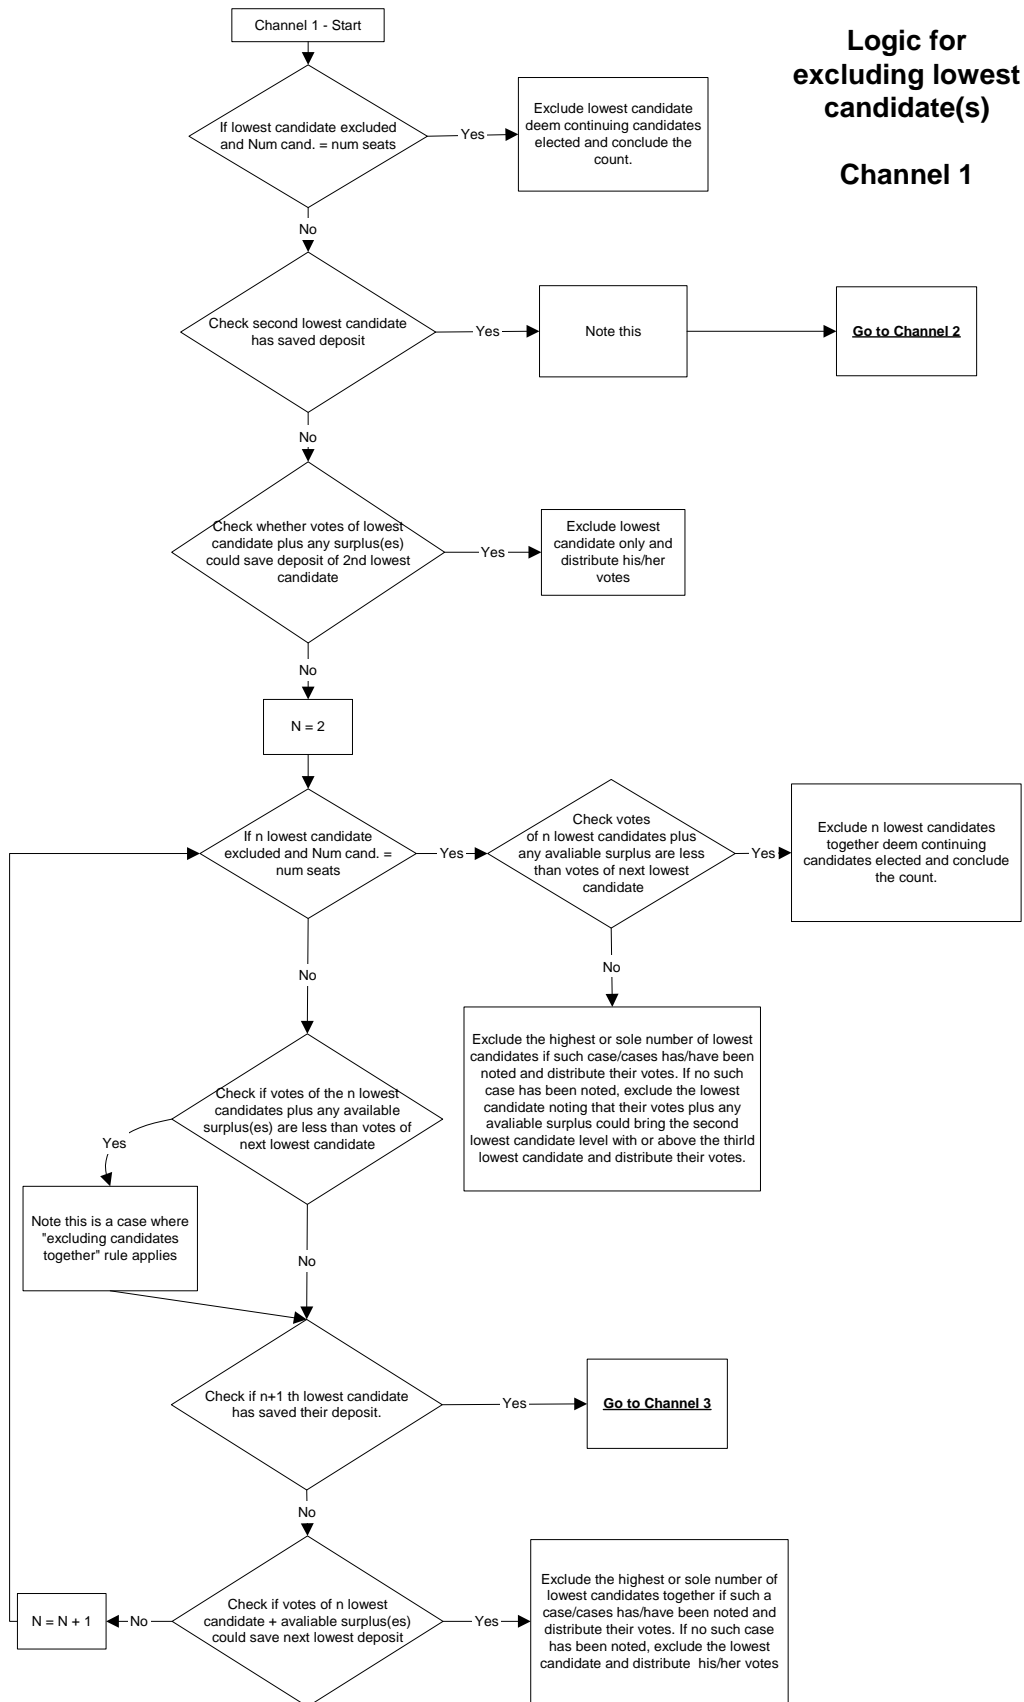 Channel 1 - Start
Logic for
excluding lowest
candidate(s)
Channel 1
If lowest candidate excluded
and Num cand. = num seats
Yes
Exclude lowest candidate
deem continuing candidates
elected and conclude the
count.
No
Check second lowest candidate
has saved deposit
Yes
Note this
Go to Channel 2
No
Check whether votes of lowest
candidate plus any surplus(es)
could save deposit of 2nd lowest
candidate
Yes
Exclude lowest
candidate only and
distribute his/her
votes
No
N = 2
If n lowest candidate
excluded and Num cand. =
num seats
Yes
Check votes
of n lowest candidates plus
any avaliable surplus are less
than votes of next lowest
candidate
Yes
Exclude n lowest candidates
together deem continuing
candidates elected and conclude
the count.
No
No
Exclude the highest or sole number of lowest
candidates if such case/cases has/have been
noted and distribute their votes. If no such
case has been noted, exclude the lowest
candidate noting that their votes plus any
avaliable surplus could bring the second
lowest candidate level with or above the thirld
lowest candidate and distribute their votes.
Check if votes of the n lowest
candidates plus any available
surplus(es) are less than votes of
next lowest candidate
Yes
Note this is a case where
"excluding candidates
together" rule applies
No
Check if n+1 th lowest candidate
has saved their deposit.
Yes
Go to Channel 3
No
Check if votes of n lowest
candidate + avaliable surplus(es)
could save next lowest deposit
No
N = N + 1
Yes
Exclude the highest or sole number of
lowest candidates together if such a
case/cases has/have been noted and
distribute their votes. If no such case
has been noted, exclude the lowest
candidate and distribute his/her votes